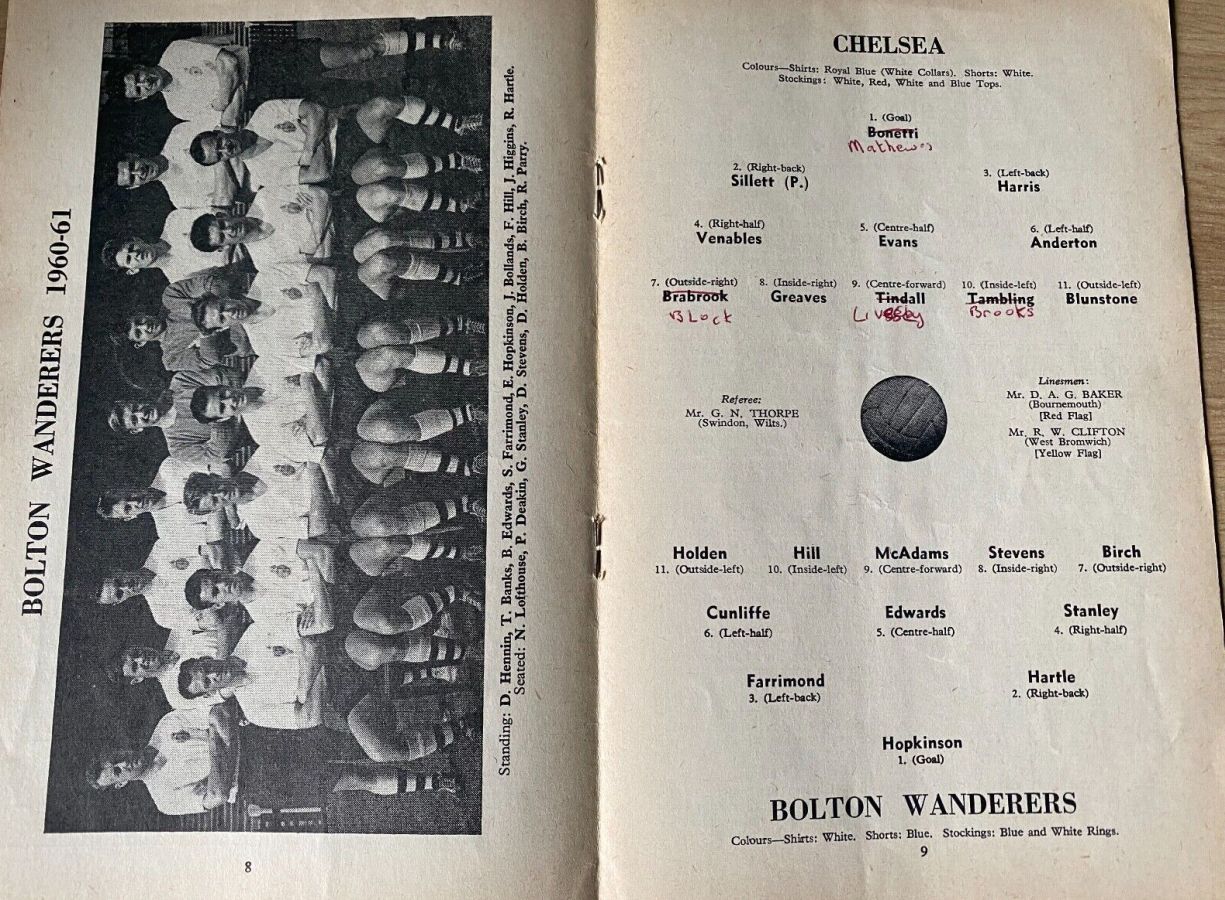 BOLTON WANDERERS 1960-61
Standing: D. Hennin, T. Banks, B. Edwards, S. Farrimond, E. Hopkinson, J. Bollands, F. Hill, J. Higgins, R. Hartle.
Seated: N. Lofthouse, P. Deakin, G. Stanley, D. Stevens, D. Holden, B. Birch, R. Parry.
8
CHELSEA
Colours—Shirts: Royal Blue (White Collars). Shorts: White.
Stockings: White, Red, White and Blue Tops.
1. (Goal)
Bonetti
Mathews
2. (Right-back) 3. (Left-back)
Sillett (P.) Harris
4. (Right-half) 5. (Centre-half) 6. (Left-half)
Venables Evans Anderton
7. (Outside-right) 8. (Inside-right) 9. (Centre-forward) 10. (Inside-left) 11. (Outside-left)
Brabrook Greaves Tindall Tambling Blunstone
Block Livesey Brooks
Referee:
Mr. G. N. THORPE
(Swindon, Wilts.)
Linesmen:
Mr. D. A. G. BAKER
(Bournemouth)
[Red Flag]
Mr. R. W. CLIFTON
(West Bromwich)
[Yellow Flag]
Holden Hill McAdams Stevens Birch
11. (Outside-left) 10. (Inside-left) 9. (Centre-forward) 8. (Inside-right) 7. (Outside-right)
Cunliffe Edwards Stanley
6. (Left-half) 5. (Centre-half) 4. (Right-half)
Farrimond Hartle
3. (Left-back) 2. (Right-back)
Hopkinson
1. (Goal)
BOLTON WANDERERS
Colours—Shirts: White. Shorts: Blue. Stockings: Blue and White Rings.
9